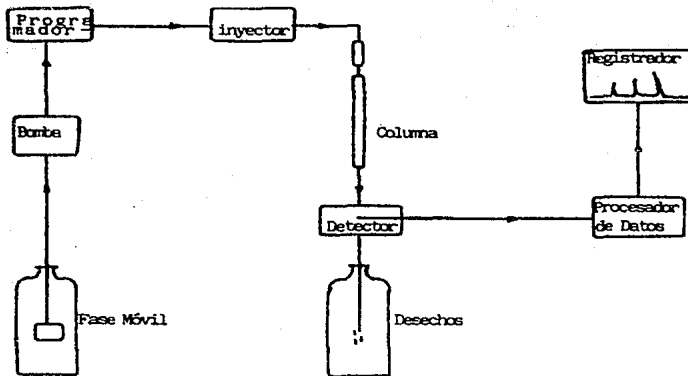 Progra
mador
inyector
Registrador
Bomba
Columna
Detector
Procesador
de Datos
Fase Móvil
Desechos